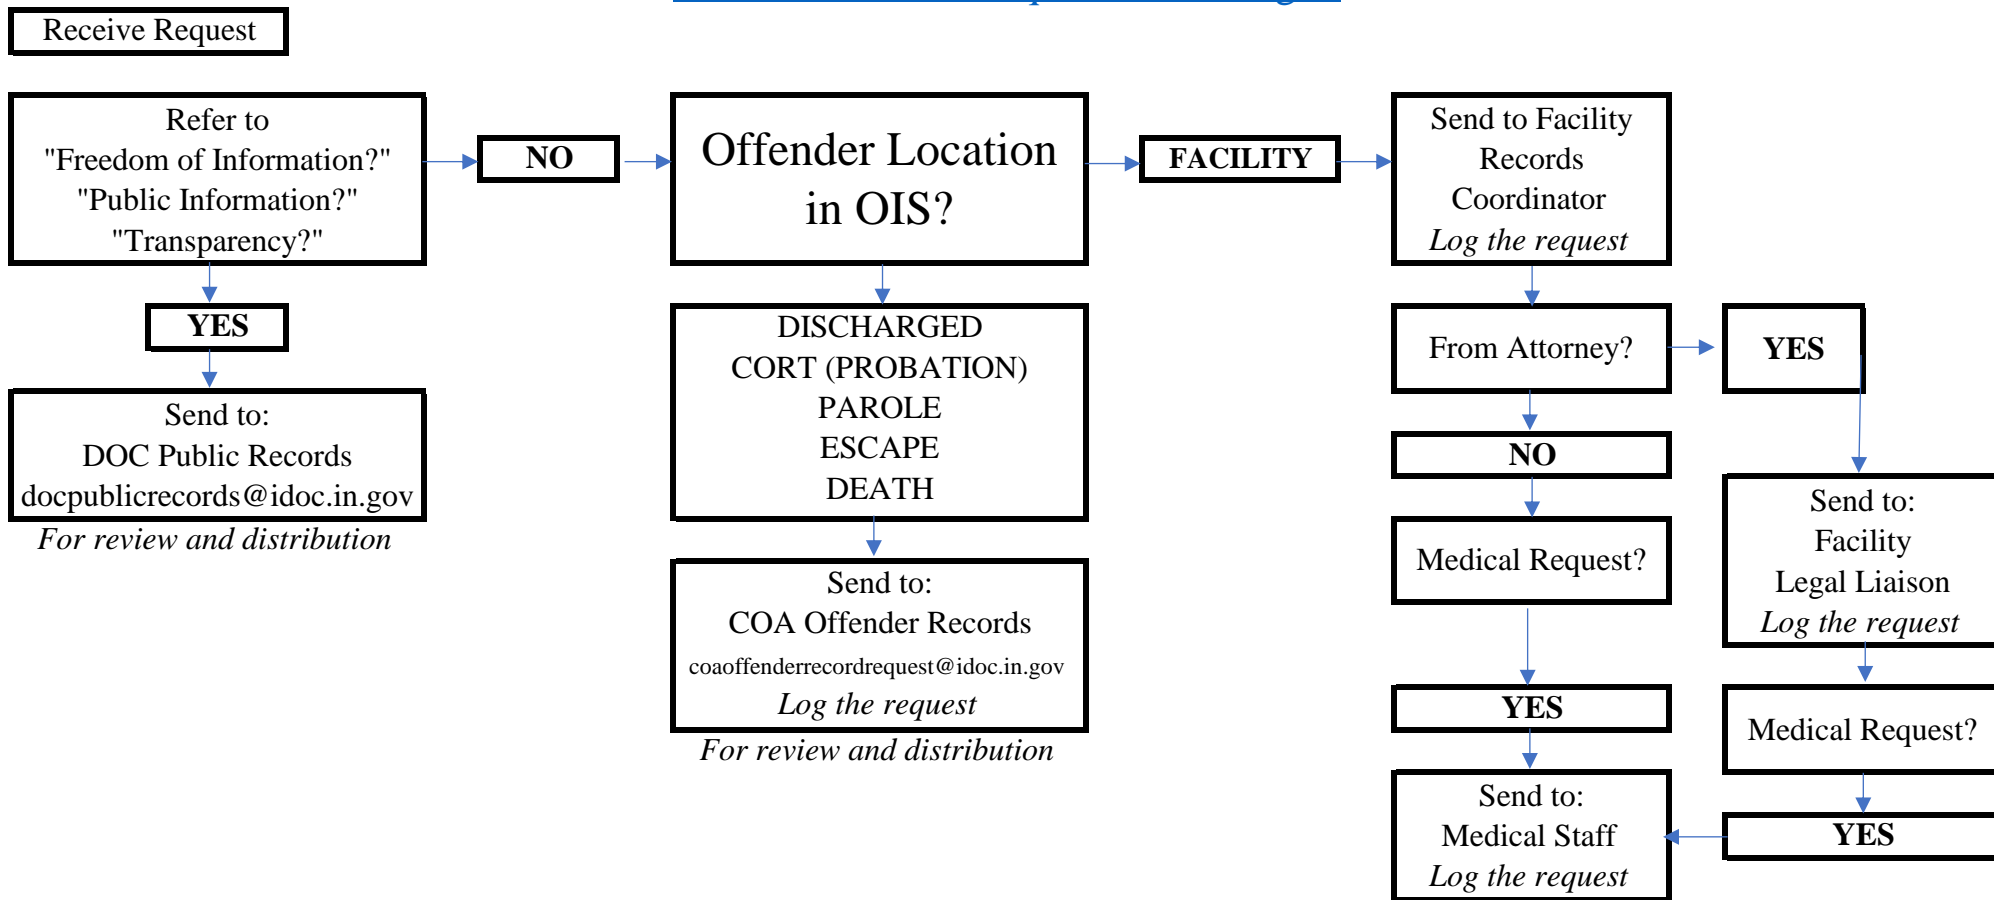 Receive Request
Refer to
"Freedom of Information?"
"Public Information?"
"Transparency?"
YES
Send to:
DOC Public Records
docpublicrecords@idoc.in.gov
For review and distribution
NO
Offender Location
in OIS?
DISCHARGED
CORT (PROBATION)
PAROLE
ESCAPE
DEATH
Send to:
COA Offender Records
coaoffenderrecordrequest@idoc.in.gov
Log the request
For review and distribution
FACILITY
Send to Facility
Records
Coordinator
Log the request
From Attorney?
NO
Medical Request?
YES
Send to:
Medical Staff
Log the request
YES
Send to:
Facility
Legal Liaison
Log the request
Medical Request?
YES